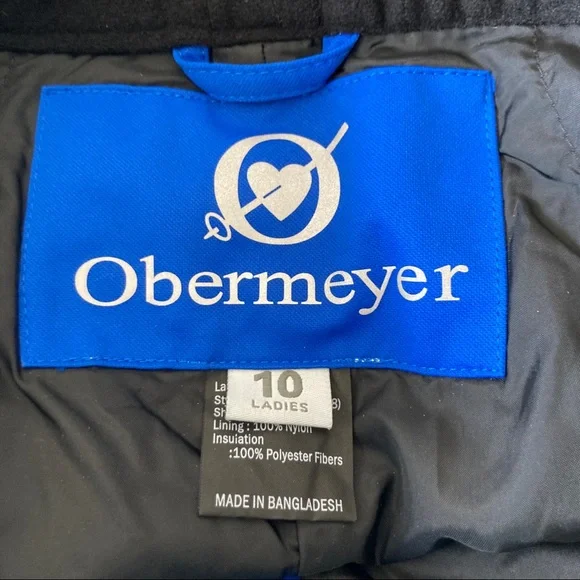 Obermeyer
10
LADIES
Lining: 100% Nylon
Insulation
:100% Polyester Fibers
MADE IN BANGLADESH